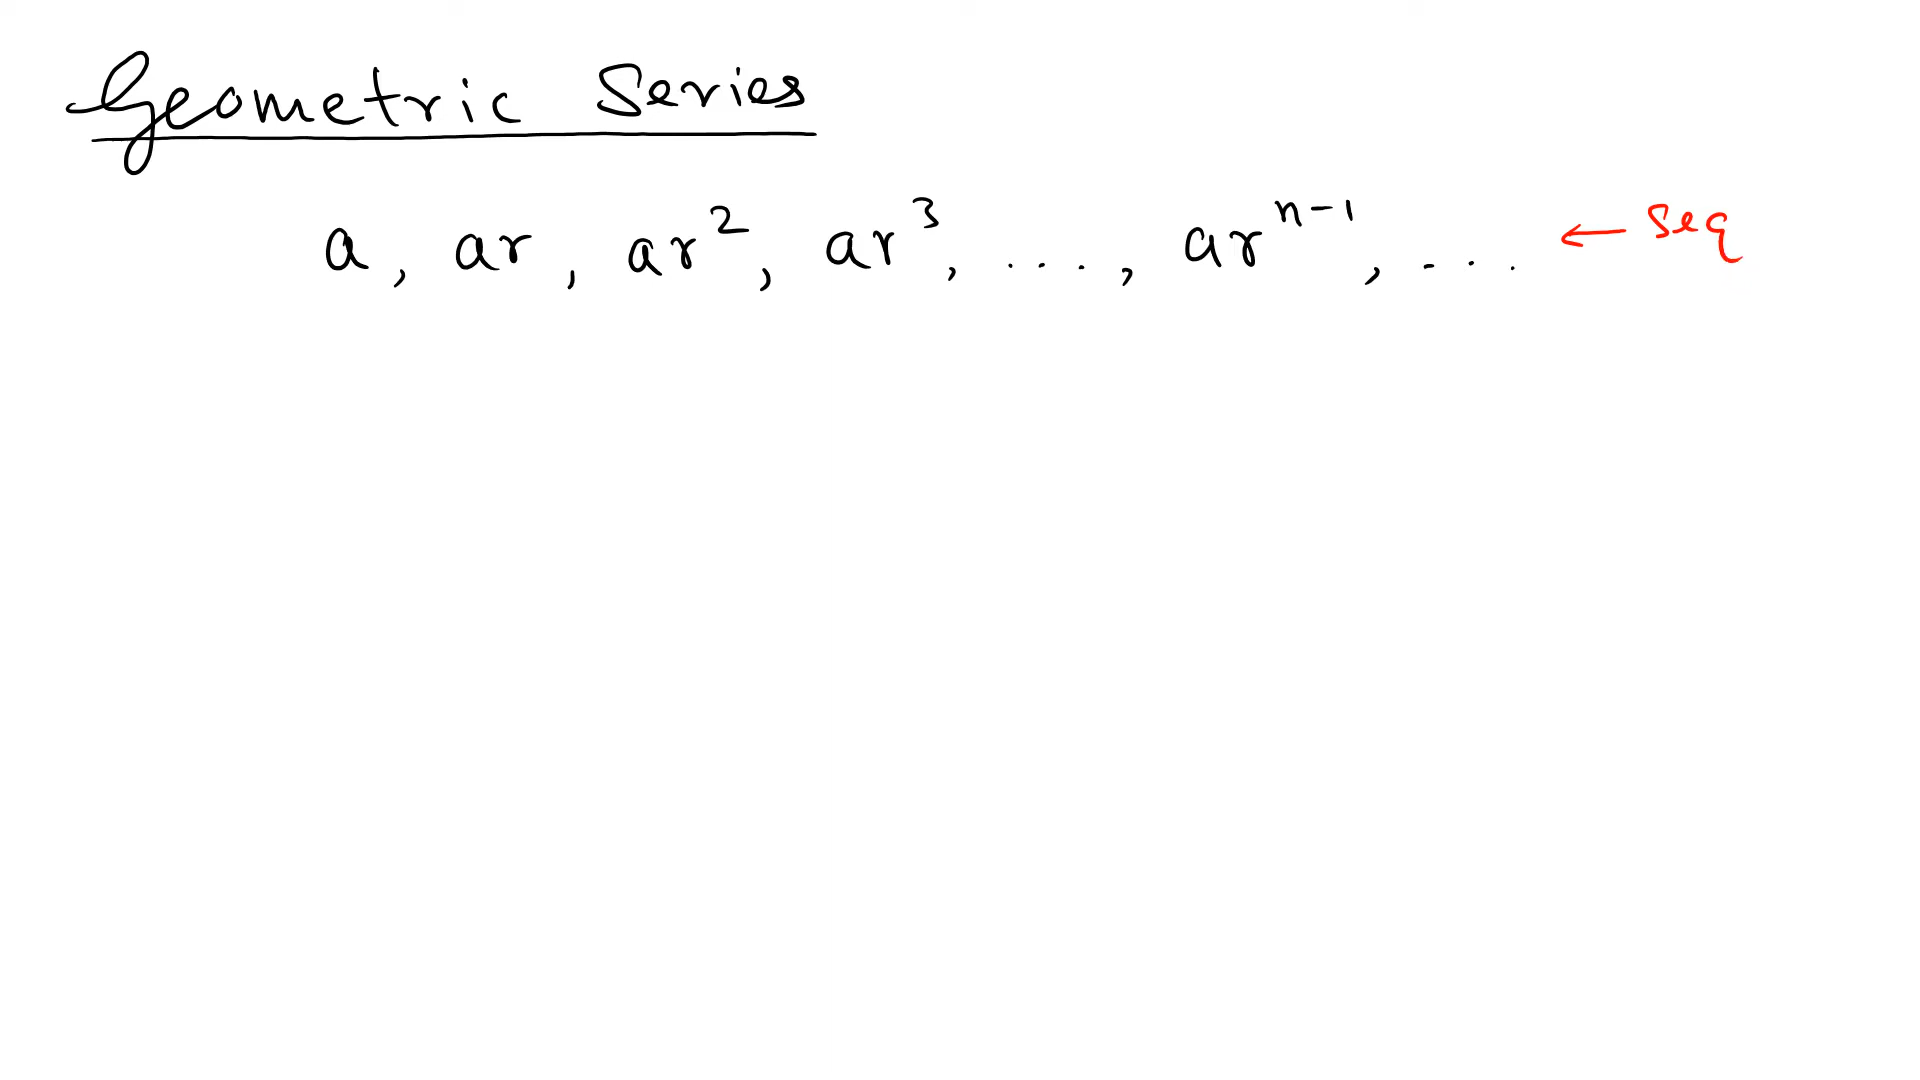 Geometric Series
a, ar, ar², ar³, ..., arⁿ⁻¹, ... ← Seq